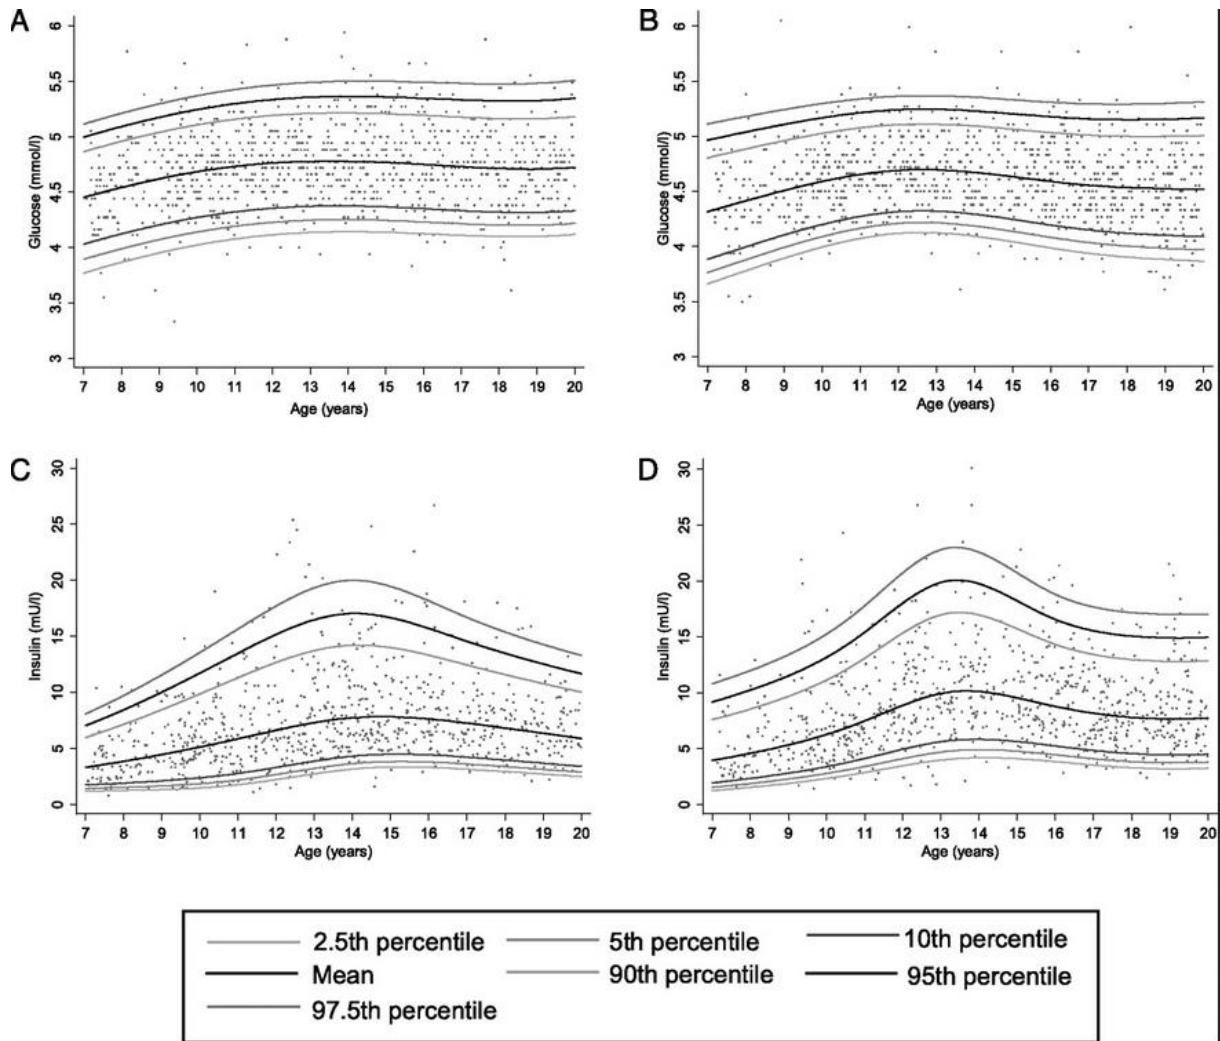 A
6
5.5
5
4.5
4
3.5
3
Glucose (mmol/l)
7 8 9 10 11 12 13 14 15 16 17 18 19 20
Age (years)
B
6
5.5
5
4.5
4
3.5
3
Glucose (mmol/l)
7 8 9 10 11 12 13 14 15 16 17 18 19 20
Age (years)
C
30
25
20
15
10
5
0
Insulin (mU/l)
7 8 9 10 11 12 13 14 15 16 17 18 19 20
Age (years)
D
30
25
20
15
10
5
0
Insulin (mU/l)
7 8 9 10 11 12 13 14 15 16 17 18 19 20
Age (years)
2.5th percentile 5th percentile 10th percentile
Mean 90th percentile 95th percentile
97.5th percentile